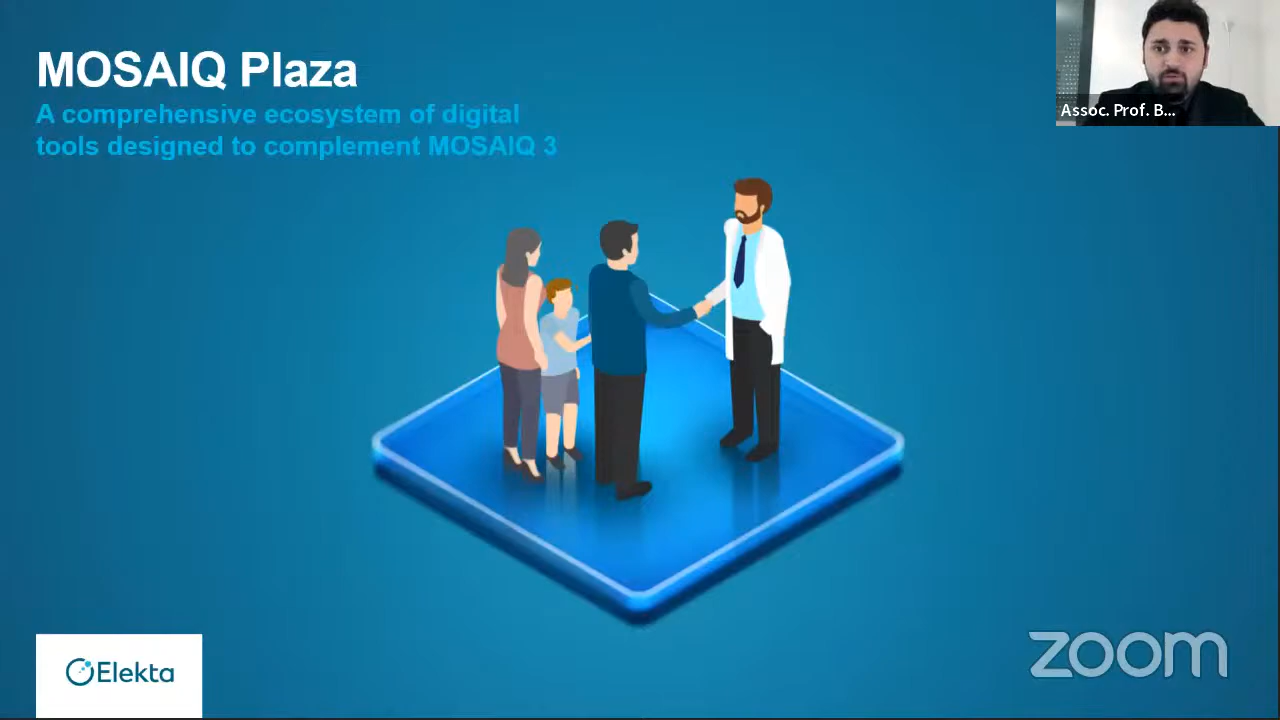 MOSAIQ Plaza
A comprehensive ecosystem of digital
tools designed to complement MOSAIQ 3
Assoc. Prof. B...
Elekta
zoom